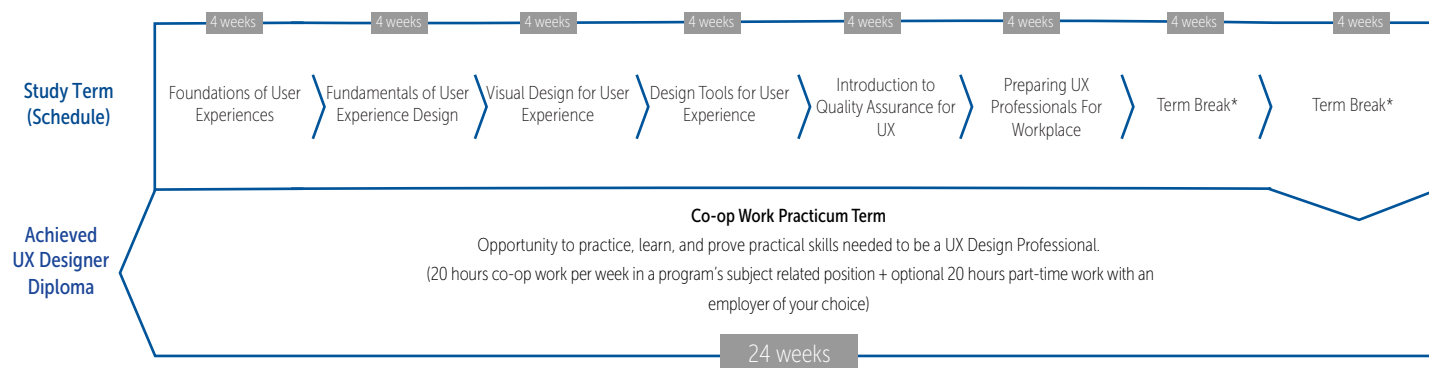 4 weeks
4 weeks
4 weeks
4 weeks
4 weeks
4 weeks
4 weeks
4 weeks
Study Term
(Schedule)
Foundations of User
Experiences
Fundamentals of User
Experience Design
Visual Design for User
Experience
Design Tools for User
Experience
Introduction to
Quality Assurance for
UX
Preparing UX
Professionals For
Workplace
Term Break*
Term Break*
Achieved
UX Designer
Diploma
Co-op Work Practicum Term
Opportunity to practice, learn, and prove practical skills needed to be a UX Design Professional.
(20 hours co-op work per week in a program's subject related position + optional 20 hours part-time work with an
employer of your choice)
24 weeks